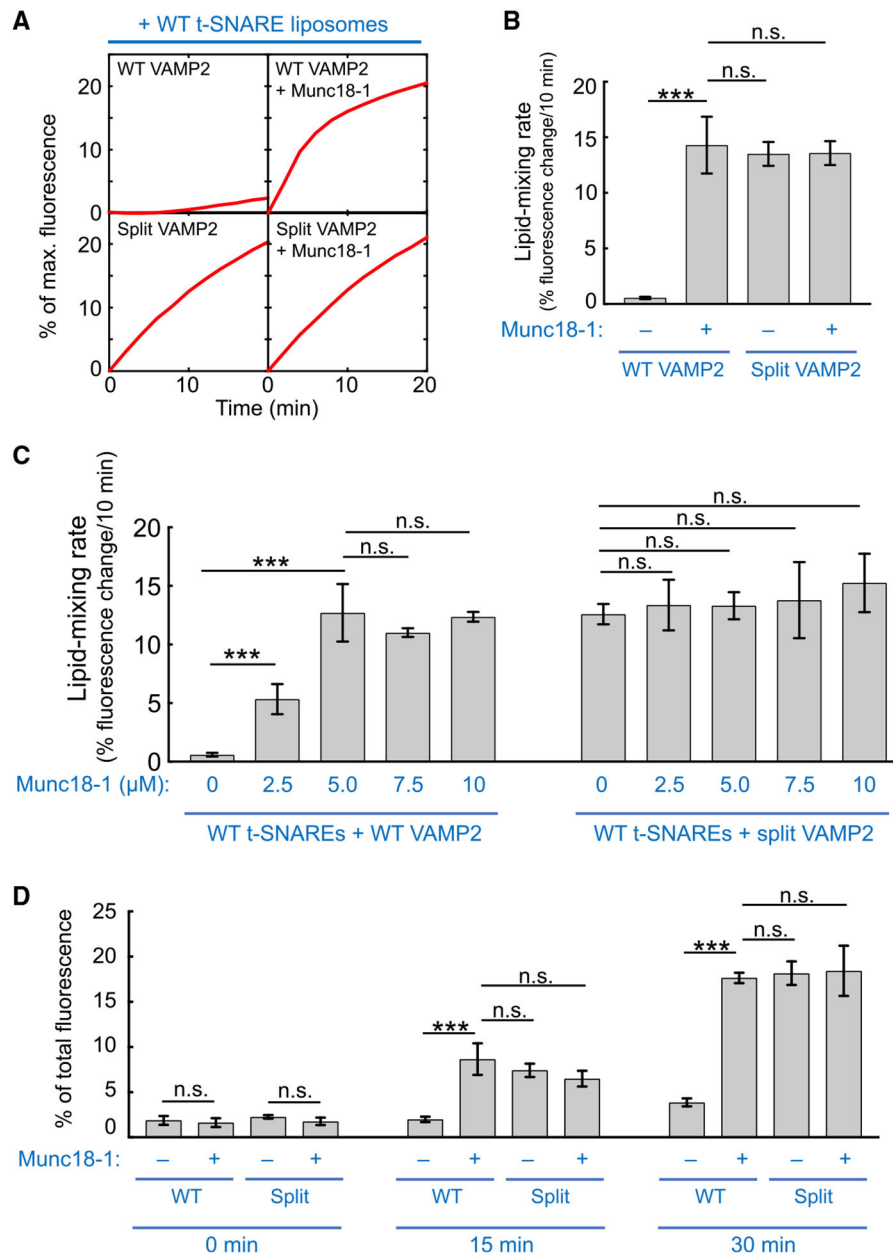 A
+ WT t-SNARE liposomes
% of max. fluorescence
20
10
0
WT VAMP2
WT VAMP2
+ Munc18-1
20
10
0
Split VAMP2
Split VAMP2
+ Munc18-1
0 10 0 10 20
Time (min)
B
Lipid-mixing rate
(% fluorescence change/10 min)
20
15
10
5
0
n.s.
n.s.
***
Munc18-1: – + – +
WT VAMP2 Split VAMP2
C
Lipid-mixing rate
(% fluorescence change/10 min)
20
15
10
5
0
n.s.
n.s.
***
***
n.s.
n.s.
n.s.
n.s.
Munc18-1 (μM): 0 2.5 5.0 7.5 10 0 2.5 5.0 7.5 10
WT t-SNAREs + WT VAMP2 WT t-SNAREs + split VAMP2
D
% of total fluorescence
25
20
15
10
5
0
n.s. n.s.
n.s.
n.s.
***
n.s.
n.s.
***
Munc18-1: – + – + – + – + – + – +
WT Split WT Split WT Split
0 min 15 min 30 min